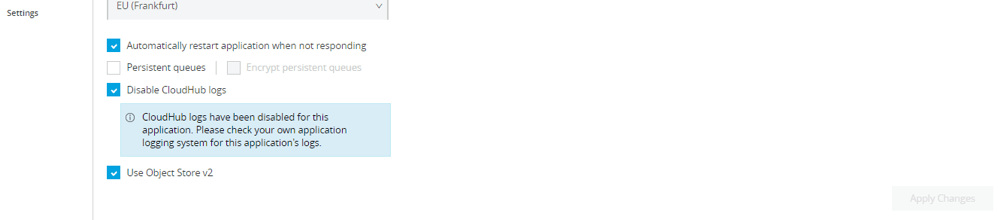 EU (Frankfurt)
Settings
Automatically restart application when not responding
Persistent queues | Encrypt persistent queues
Disable CloudHub logs
CloudHub logs have been disabled for this
application. Please check your own application
logging system for this application's logs.
Use Object Store v2
Apply Changes